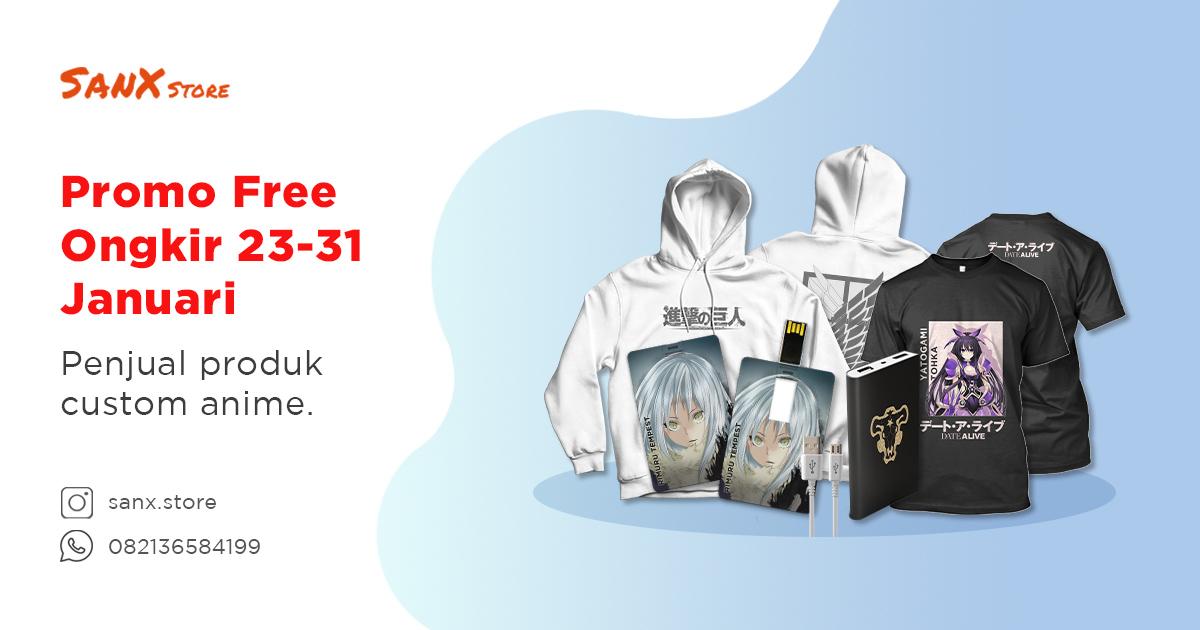 SANX STORE
Promo Free
Ongkir 23-31
Januari
Penjual produk
custom anime.
sanx.store
082136584199
進撃の巨人
RIMURU TEMPEST
RIMURU TEMPEST
デート・ア・ライブ
DATE A LIVE
YATOGAMI
TOHKA
デート・ア・ライブ
DATE A LIVE